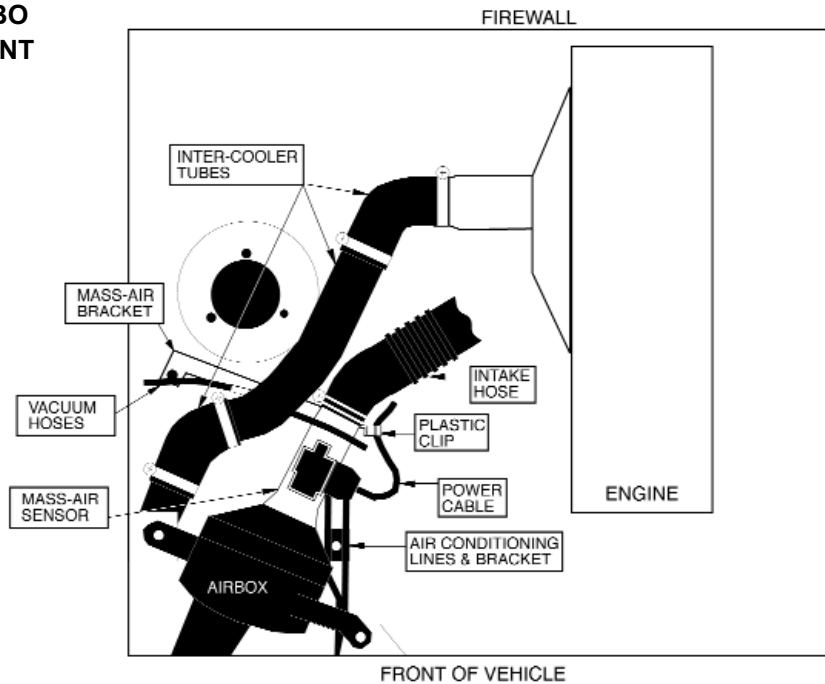 BO
NT
FIREWALL
INTER-COOLER
TUBES
MASS-AIR
BRACKET
VACUUM
HOSES
INTAKE
HOSE
PLASTIC
CLIP
MASS-AIR
SENSOR
POWER
CABLE
ENGINE
AIR CONDITIONING
LINES & BRACKET
AIRBOX
FRONT OF VEHICLE